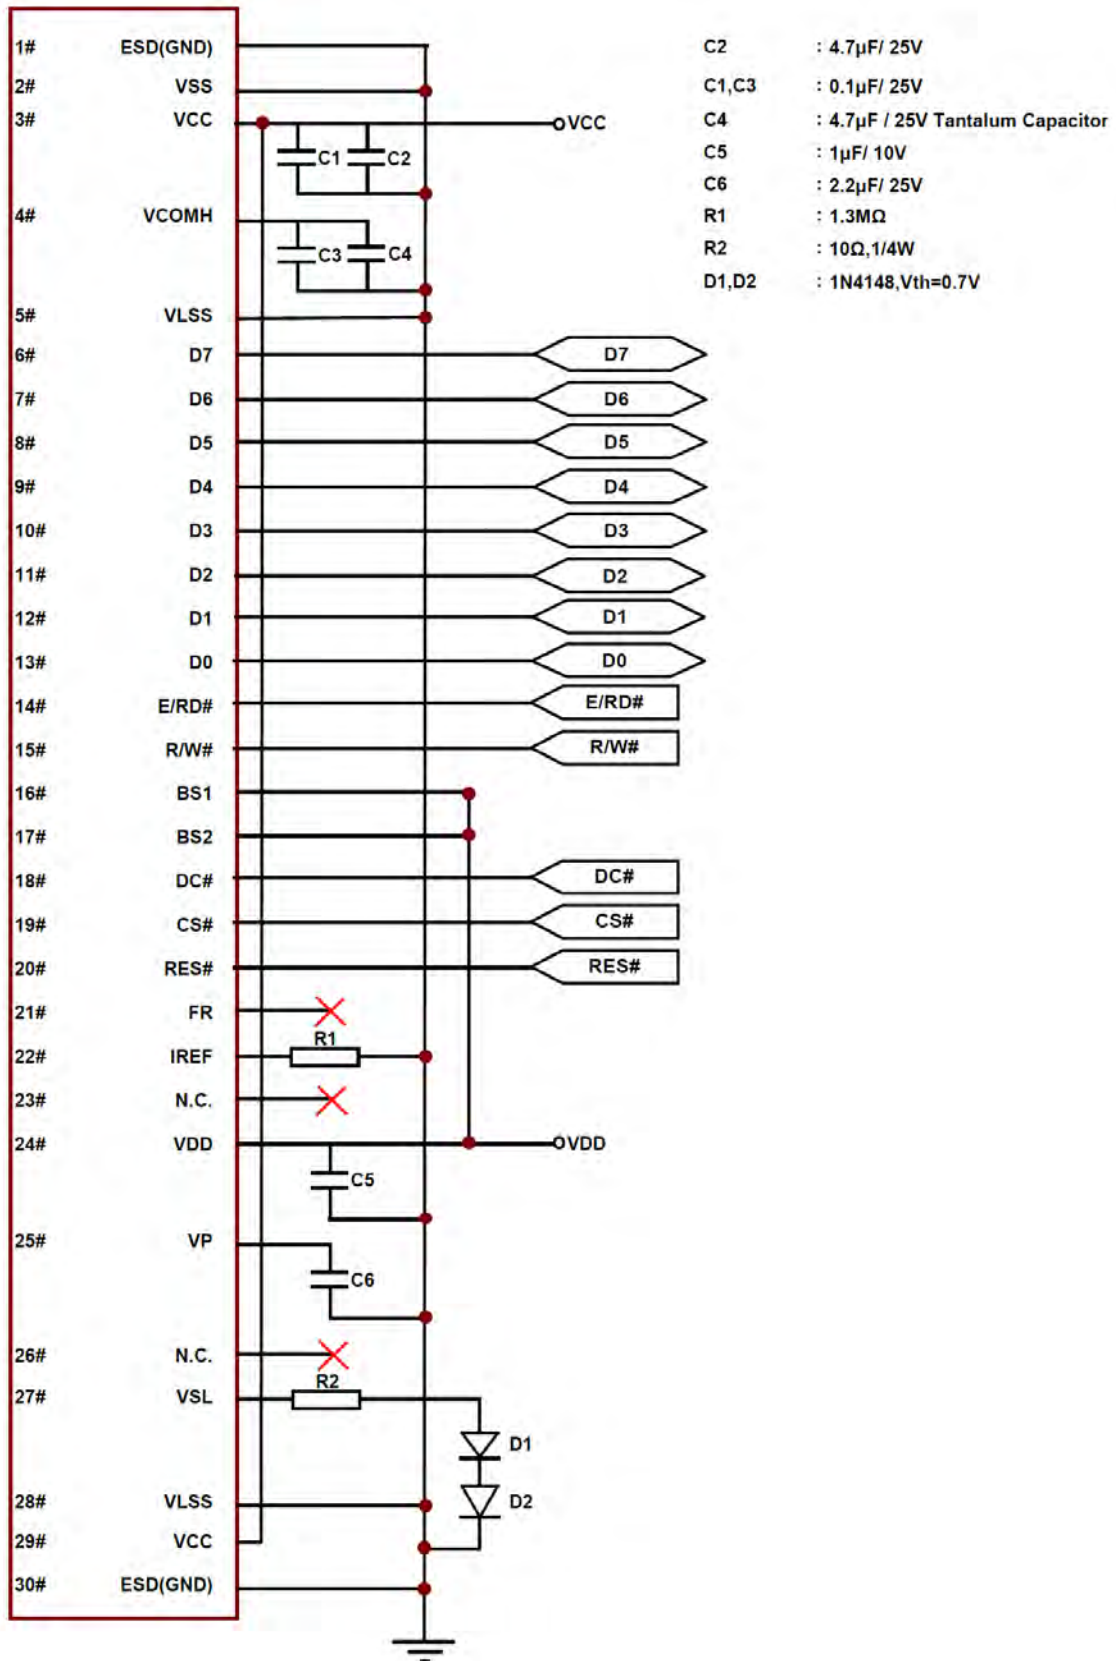 1# ESD(GND)
2# VSS
3# VCC
VCC
C1 C2
4# VCOMH
C3 C4
5# VLSS
6# D7 D7
7# D6 D6
8# D5 D5
9# D4 D4
10# D3 D3
11# D2 D2
12# D1 D1
13# D0 D0
14# E/RD# E/RD#
15# R/W# R/W#
16# BS1
17# BS2
18# DC# DC#
19# CS# CS#
20# RES# RES#
21# FR
R1
22# IREF
23# N.C.
24# VDD VDD
C5
25# VP
C6
26# N.C.
R2
27# VSL
D1
28# VLSS D2
29# VCC
30# ESD(GND)
C2 : 4.7µF/ 25V
C1,C3 : 0.1µF/ 25V
C4 : 4.7µF / 25V Tantalum Capacitor
C5 : 1µF/ 10V
C6 : 2.2µF/ 25V
R1 : 1.3MΩ
R2 : 10Ω,1/4W
D1,D2 : 1N4148,Vth=0.7V